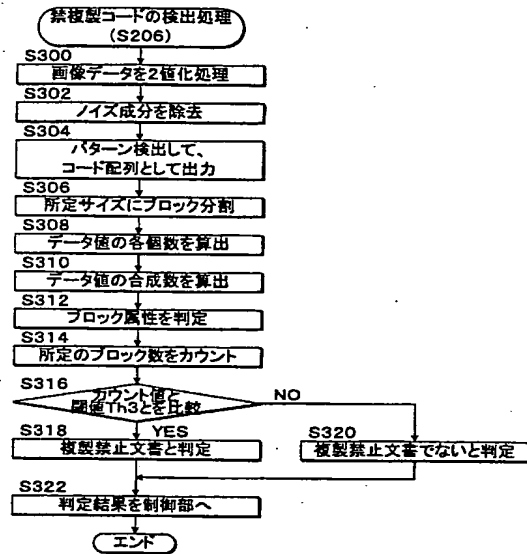 禁複製コードの検出処理
(S206)
S300
画像データを2値化処理
S302
ノイズ成分を除去
S304
パターン検出して、
コード配列として出力
S306
所定サイズにブロック分割
S308
データ値の各個数を算出
S310
データ値の合成数を算出
S312
ブロック属性を判定
S314
所定のブロック数をカウント
S316
カウント値と
閾値Th3とを比較
NO
YES
S318
複製禁止文書と判定
S320
複製禁止文書でないと判定
S322
判定結果を制御部へ
エンド